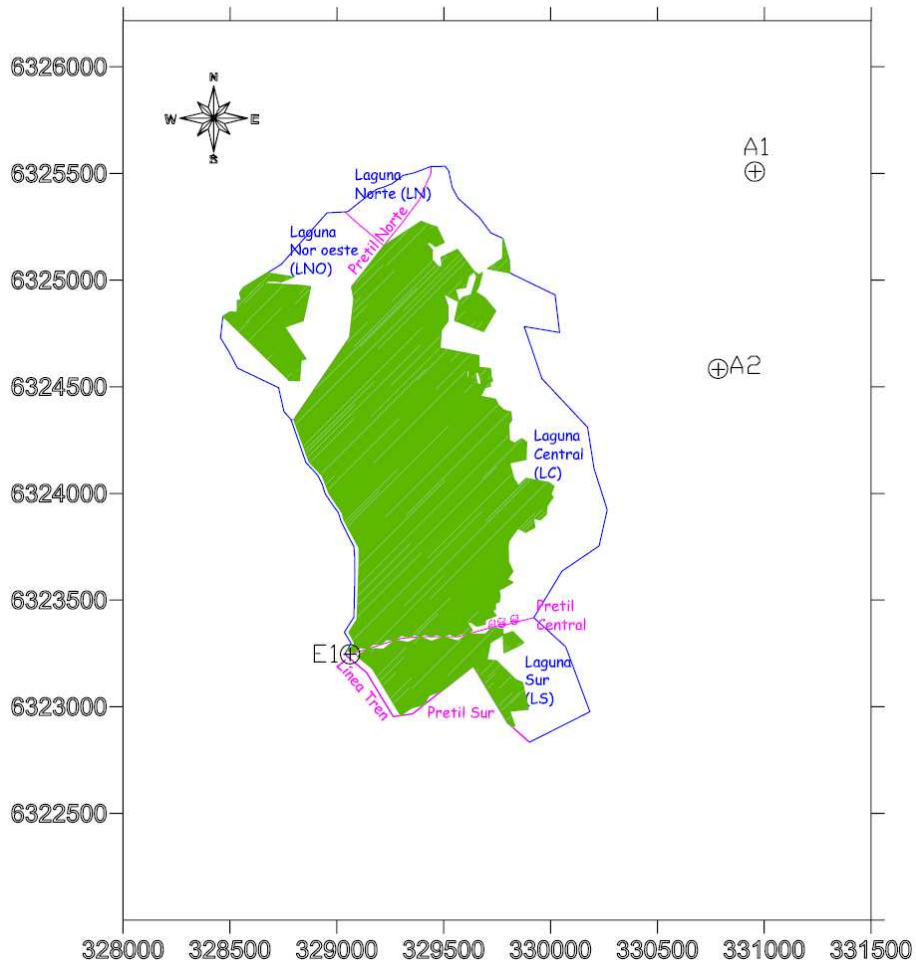 6326000
N
W
E
S
A1
6325500
Laguna
Norte (LN)
Pretil Norte
Laguna
Nor oeste
(LNO)
6325000
6324500
A2
Laguna
Central
(LC)
6324000
6323500
Pretil
Central
E1
Linea Tren
Laguna
Sur
(LS)
6323000
Pretil Sur
6322500
328000 328500 329000 329500 330000 330500 331000 331500